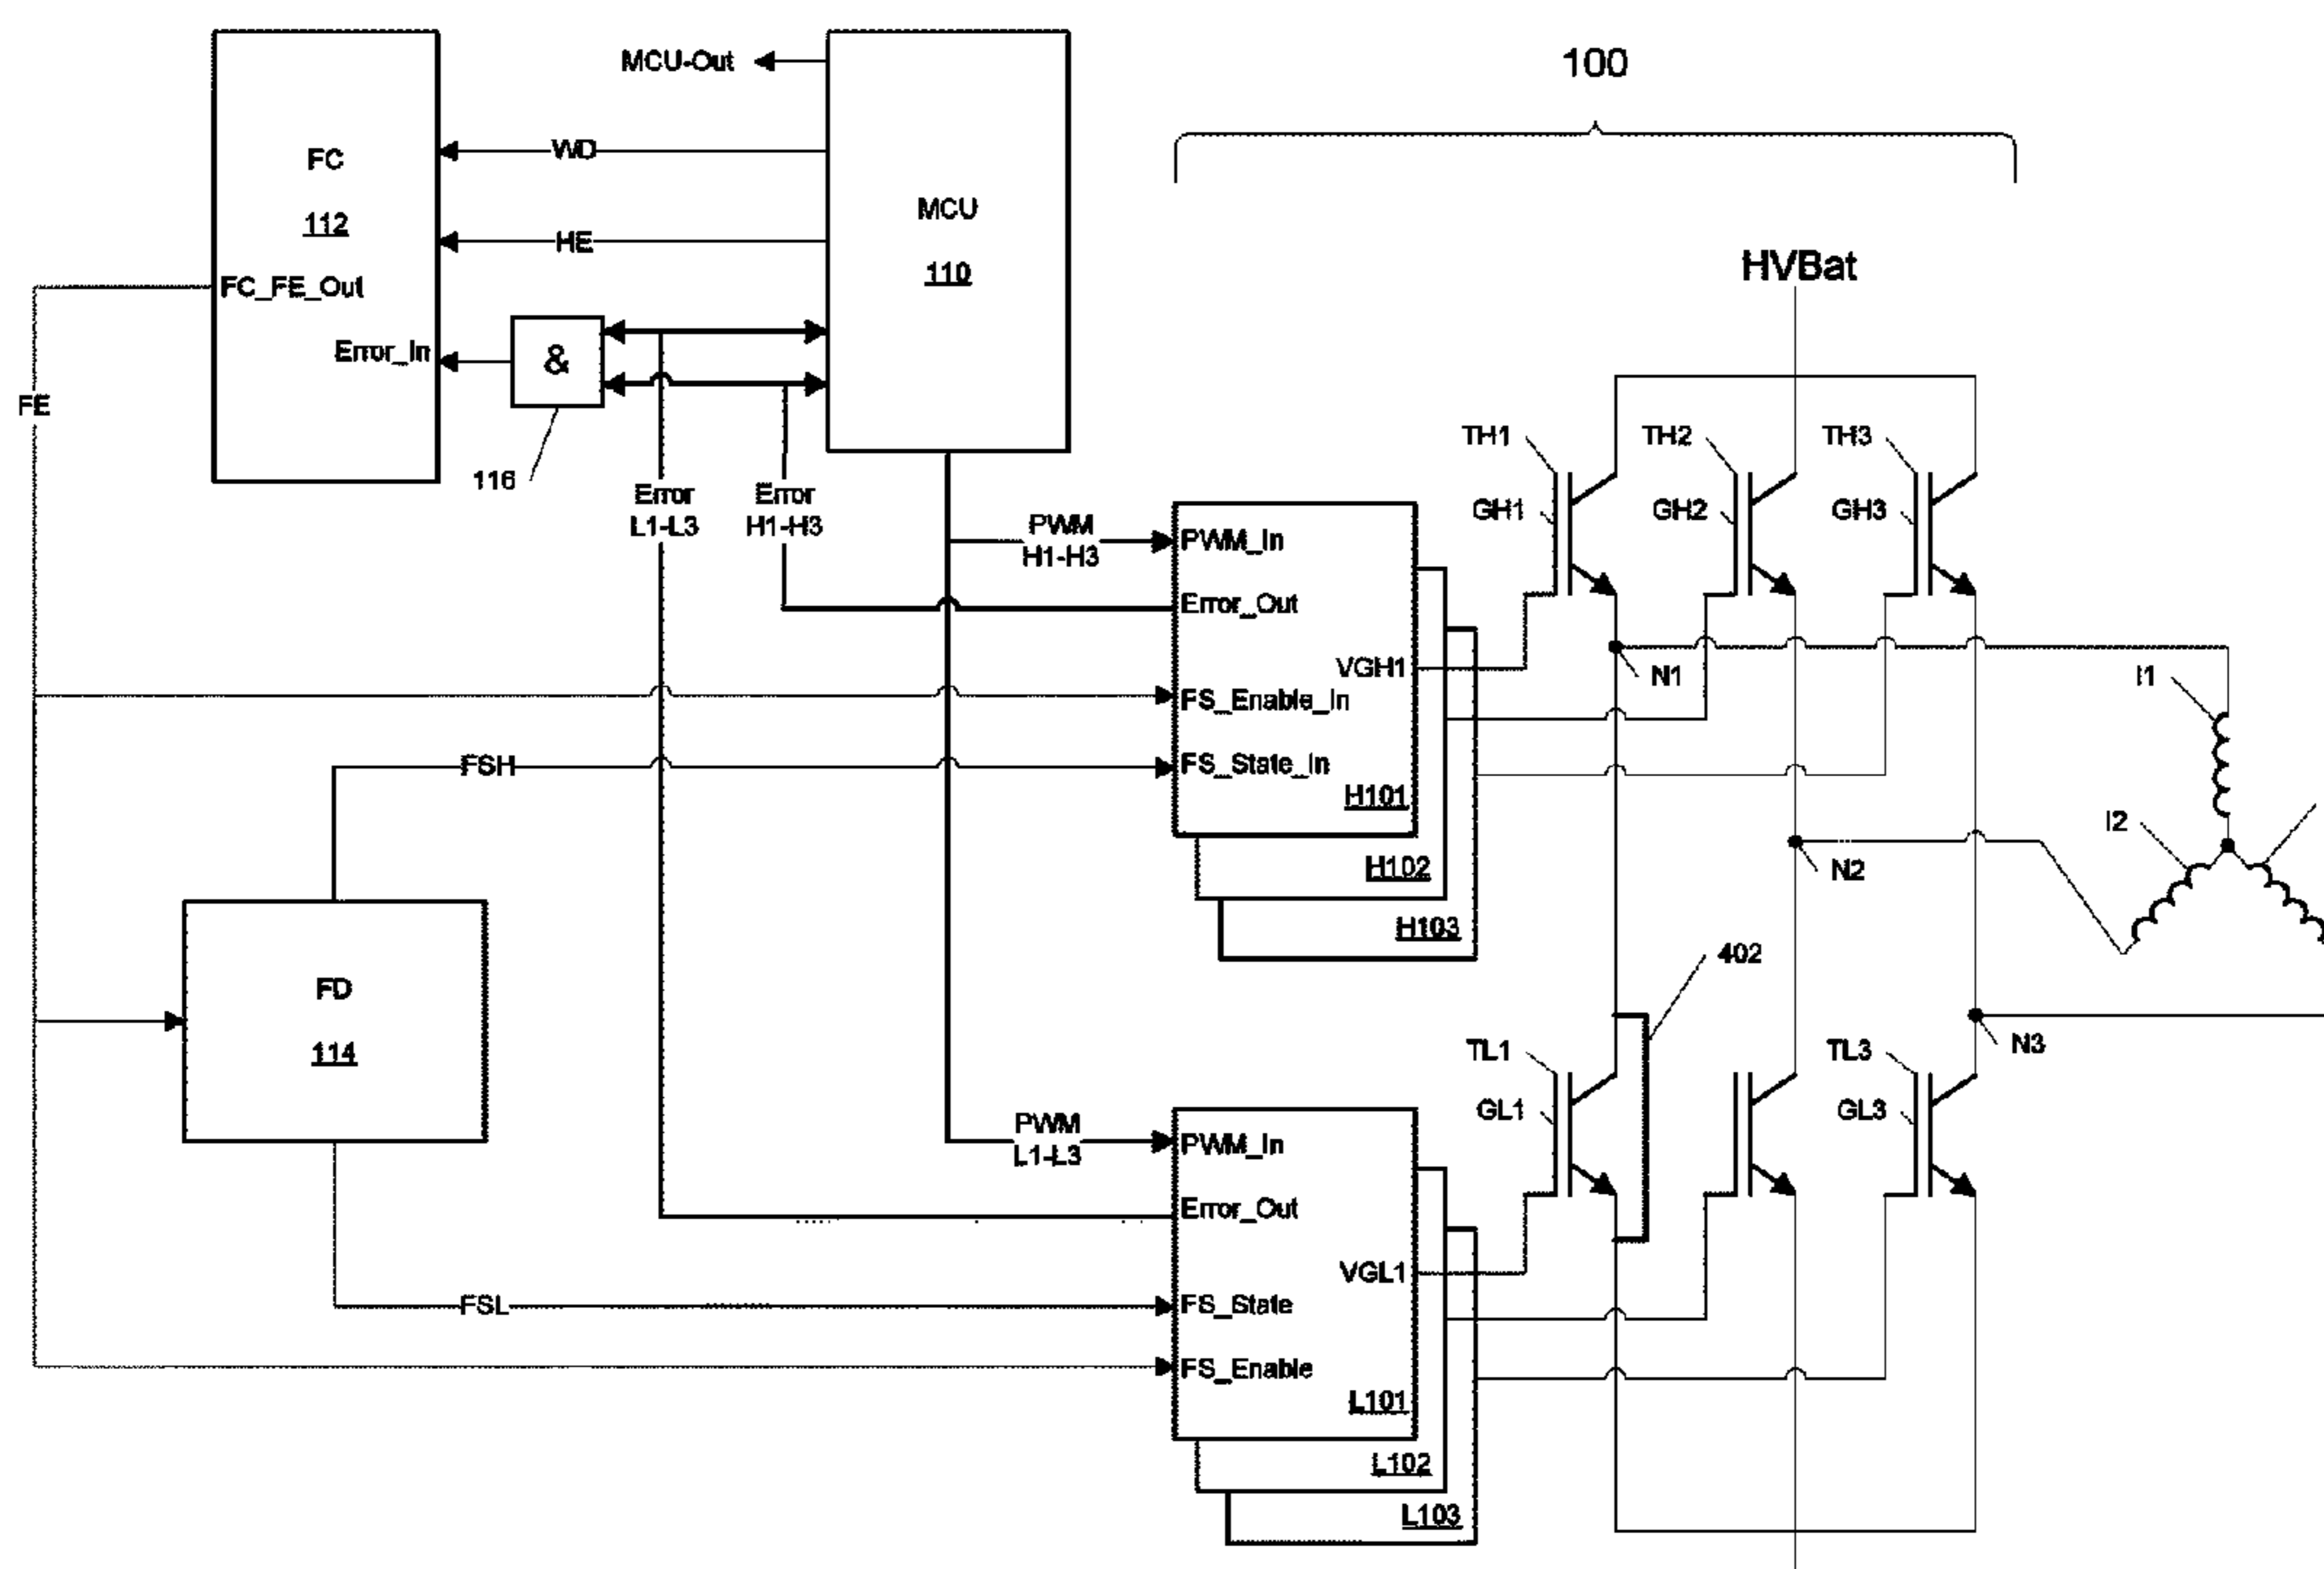 MCU-Out
100
WD
FC
112
MCU
110
HE
HVBat
FC_FE_Out
Error_In
&
FE
116
TH1
TH2
TH3
Error
L1-L3
Error
H1-H3
GH1
GH2
GH3
PWM
H1-H3
PWM_In
Error_Out
VGH1
N1
I1
FS_Enable_In
FSH
FS_State_In
H101
I2
H102
N2
H103
402
FD
114
TL1
TL3
N3
GL1
GL3
PWM
L1-L3
PWM_In
Error_Out
VGL1
FSL
FS_State
FS_Enable
L101
L102
L103